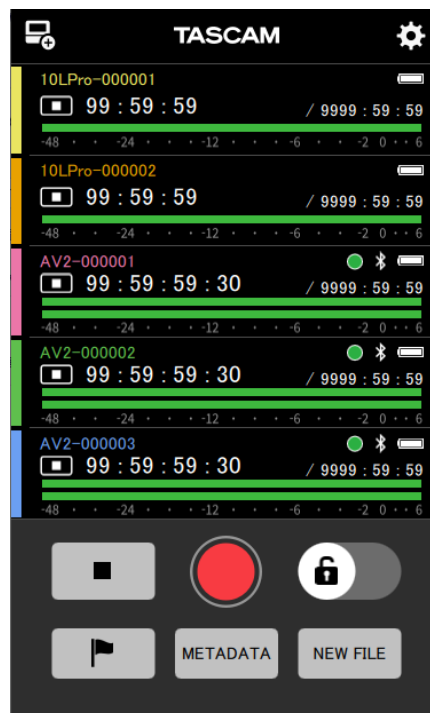 TASCAM
10LPro-000001
99 : 59 : 59
/ 9999 : 59 : 59
-48 · · -24 · · · -12 · · · -6 · · -2 0 · · 6
10LPro-000002
99 : 59 : 59
/ 9999 : 59 : 59
-48 · · -24 · · · -12 · · · -6 · · -2 0 · · 6
AV2-000001
99 : 59 : 59 : 30
/ 9999 : 59 : 59
-48 · · -24 · · · -12 · · · -6 · · -2 0 · · 6
AV2-000002
99 : 59 : 59 : 30
/ 9999 : 59 : 59
-48 · · -24 · · · -12 · · · -6 · · -2 0 · · 6
AV2-000003
99 : 59 : 59 : 30
/ 9999 : 59 : 59
-48 · · -24 · · · -12 · · · -6 · · -2 0 · · 6
METADATA
NEW FILE